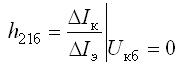 h₂₁б = ΔIк / ΔIэ | Uкб = 0